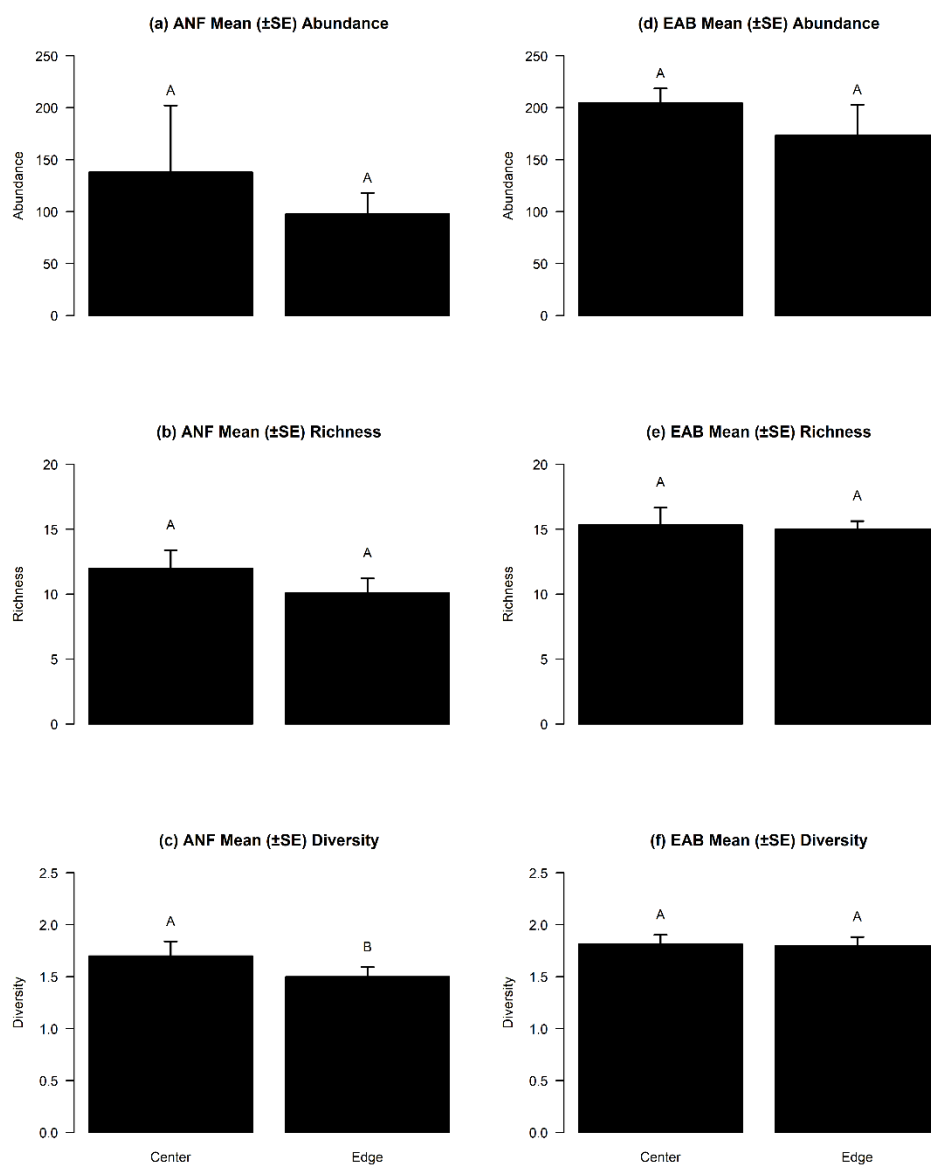 (a) ANF Mean (±SE) Abundance
250
200
150
100
50
0
Abundance
A
A
(d) EAB Mean (±SE) Abundance
250
200
150
100
50
0
Abundance
A
A
(b) ANF Mean (±SE) Richness
20
15
10
5
0
Richness
A
A
(e) EAB Mean (±SE) Richness
20
15
10
5
0
Richness
A
A
(c) ANF Mean (±SE) Diversity
2.5
2.0
1.5
1.0
0.5
0.0
Diversity
A
B
Center
Edge
(f) EAB Mean (±SE) Diversity
2.5
2.0
1.5
1.0
0.5
0.0
Diversity
A
A
Center
Edge